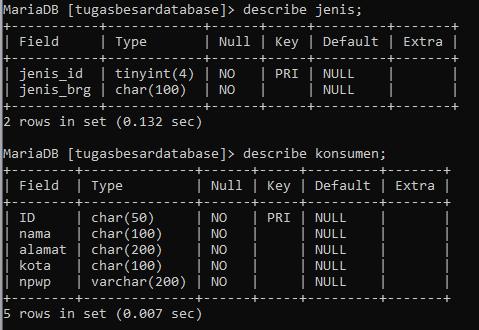 MariaDB [tugasbesardatabase]> describe jenis;
+-----------+------------+------+-----+---------+-------+
| Field     | Type       | Null | Key | Default | Extra |
+-----------+------------+------+-----+---------+-------+
| jenis_id  | tinyint(4) | NO   | PRI | NULL    |       |
| jenis_brg | char(100)  | NO   |     | NULL    |       |
+-----------+------------+------+-----+---------+-------+
2 rows in set (0.132 sec)

MariaDB [tugasbesardatabase]> describe konsumen;
+--------+--------------+------+-----+---------+-------+
| Field  | Type         | Null | Key | Default | Extra |
+--------+--------------+------+-----+---------+-------+
| ID     | char(50)     | NO   | PRI | NULL    |       |
| nama   | char(100)    | NO   |     | NULL    |       |
| alamat | char(200)    | NO   |     | NULL    |       |
| kota   | char(100)    | NO   |     | NULL    |       |
| npwp   | varchar(200) | NO   |     | NULL    |       |
+--------+--------------+------+-----+---------+-------+
5 rows in set (0.007 sec)